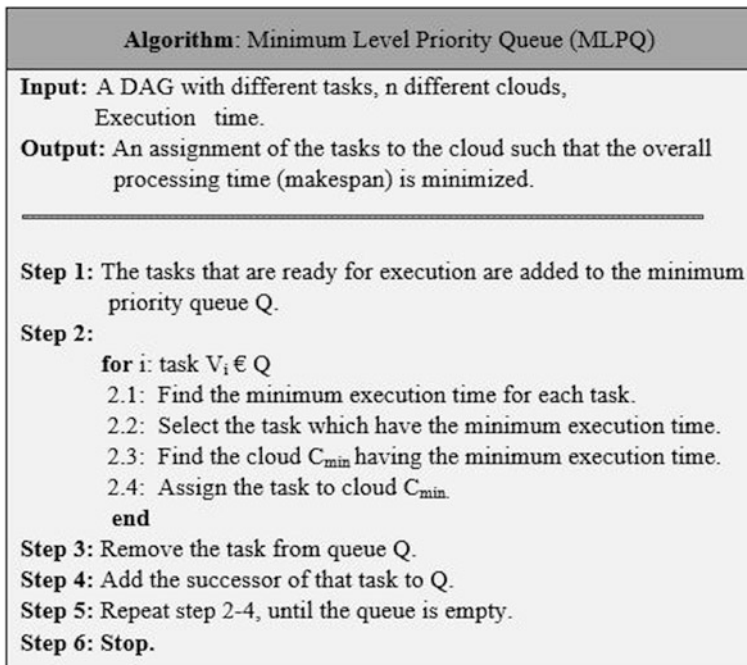 Algorithm: Minimum Level Priority Queue (MLPQ)
Input: A DAG with different tasks, n different clouds,
Execution time.
Output: An assignment of the tasks to the cloud such that the overall
processing time (makespan) is minimized.
Step 1: The tasks that are ready for execution are added to the minimum
priority queue Q.
Step 2:
for i: task Vᵢ € Q
2.1: Find the minimum execution time for each task.
2.2: Select the task which have the minimum execution time.
2.3: Find the cloud Cmin having the minimum execution time.
2.4: Assign the task to cloud Cmin.
end
Step 3: Remove the task from queue Q.
Step 4: Add the successor of that task to Q.
Step 5: Repeat step 2-4, until the queue is empty.
Step 6: Stop.